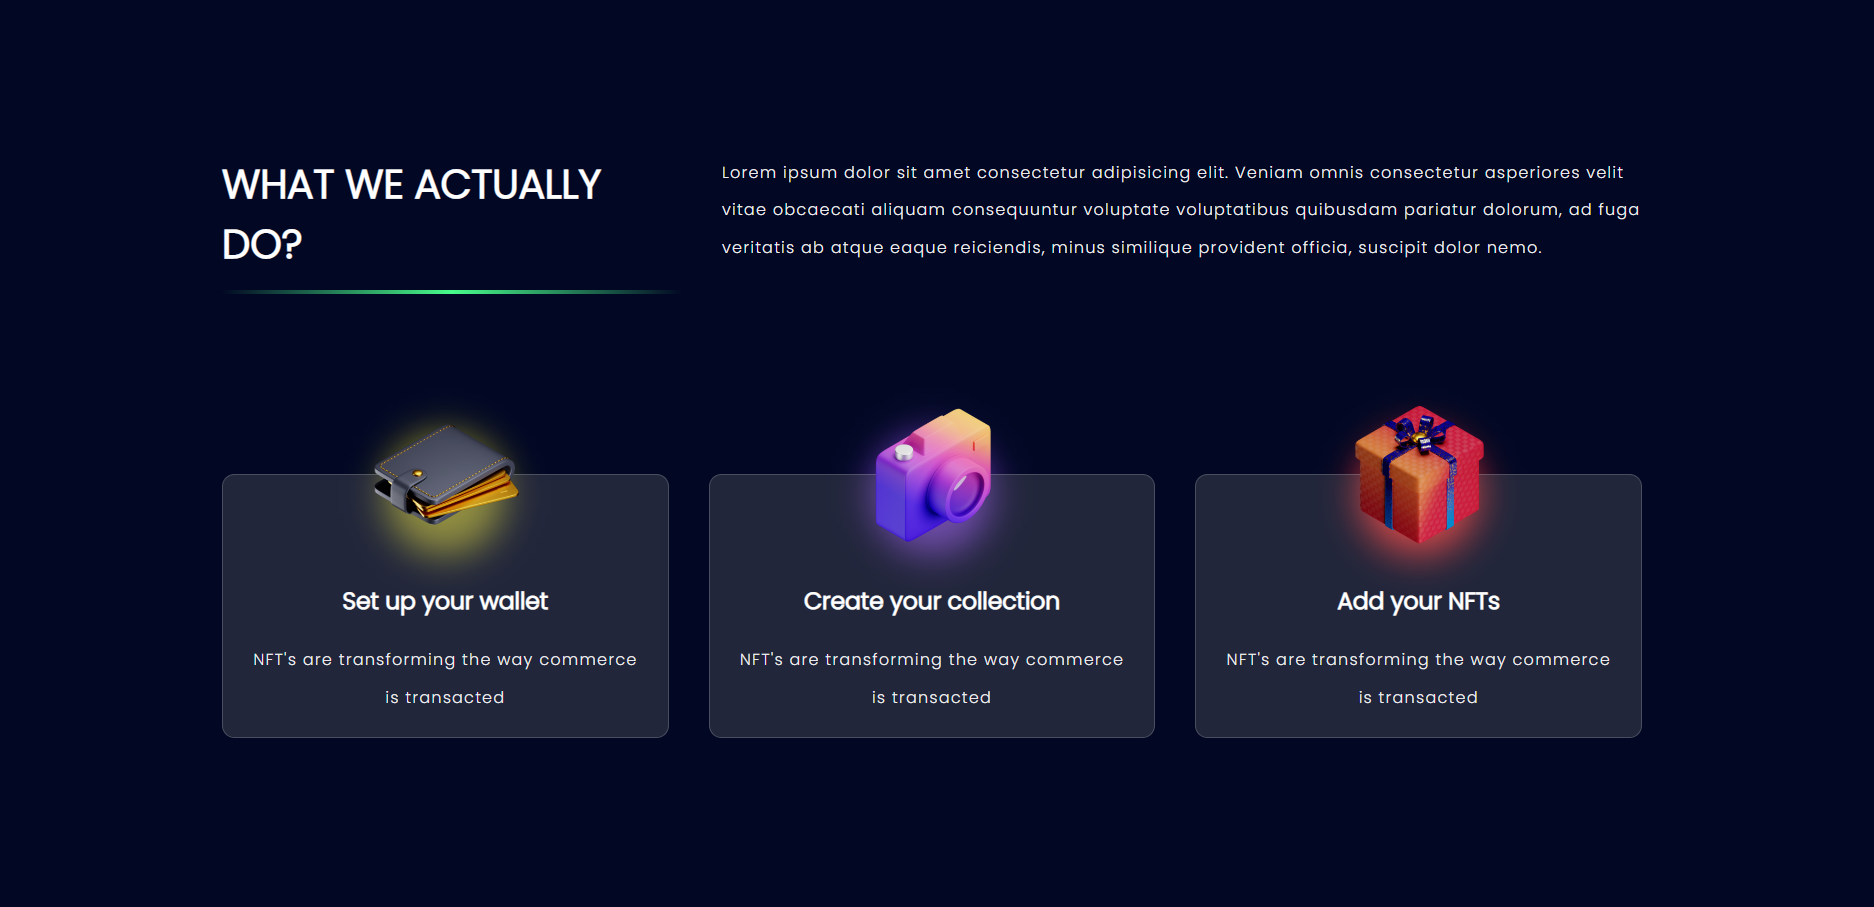 WHAT WE ACTUALLY
DO?
Lorem ipsum dolor sit amet consectetur adipisicing elit. Veniam omnis consectetur asperiores velit
vitae obcaecati aliquam consequuntur voluptate voluptatibus quibusdam pariatur dolorum, ad fuga
veritatis ab atque eaque reiciendis, minus similique provident officia, suscipit dolor nemo.
Set up your wallet
NFT's are transforming the way commerce
is transacted
Create your collection
NFT's are transforming the way commerce
is transacted
Add your NFTs
NFT's are transforming the way commerce
is transacted